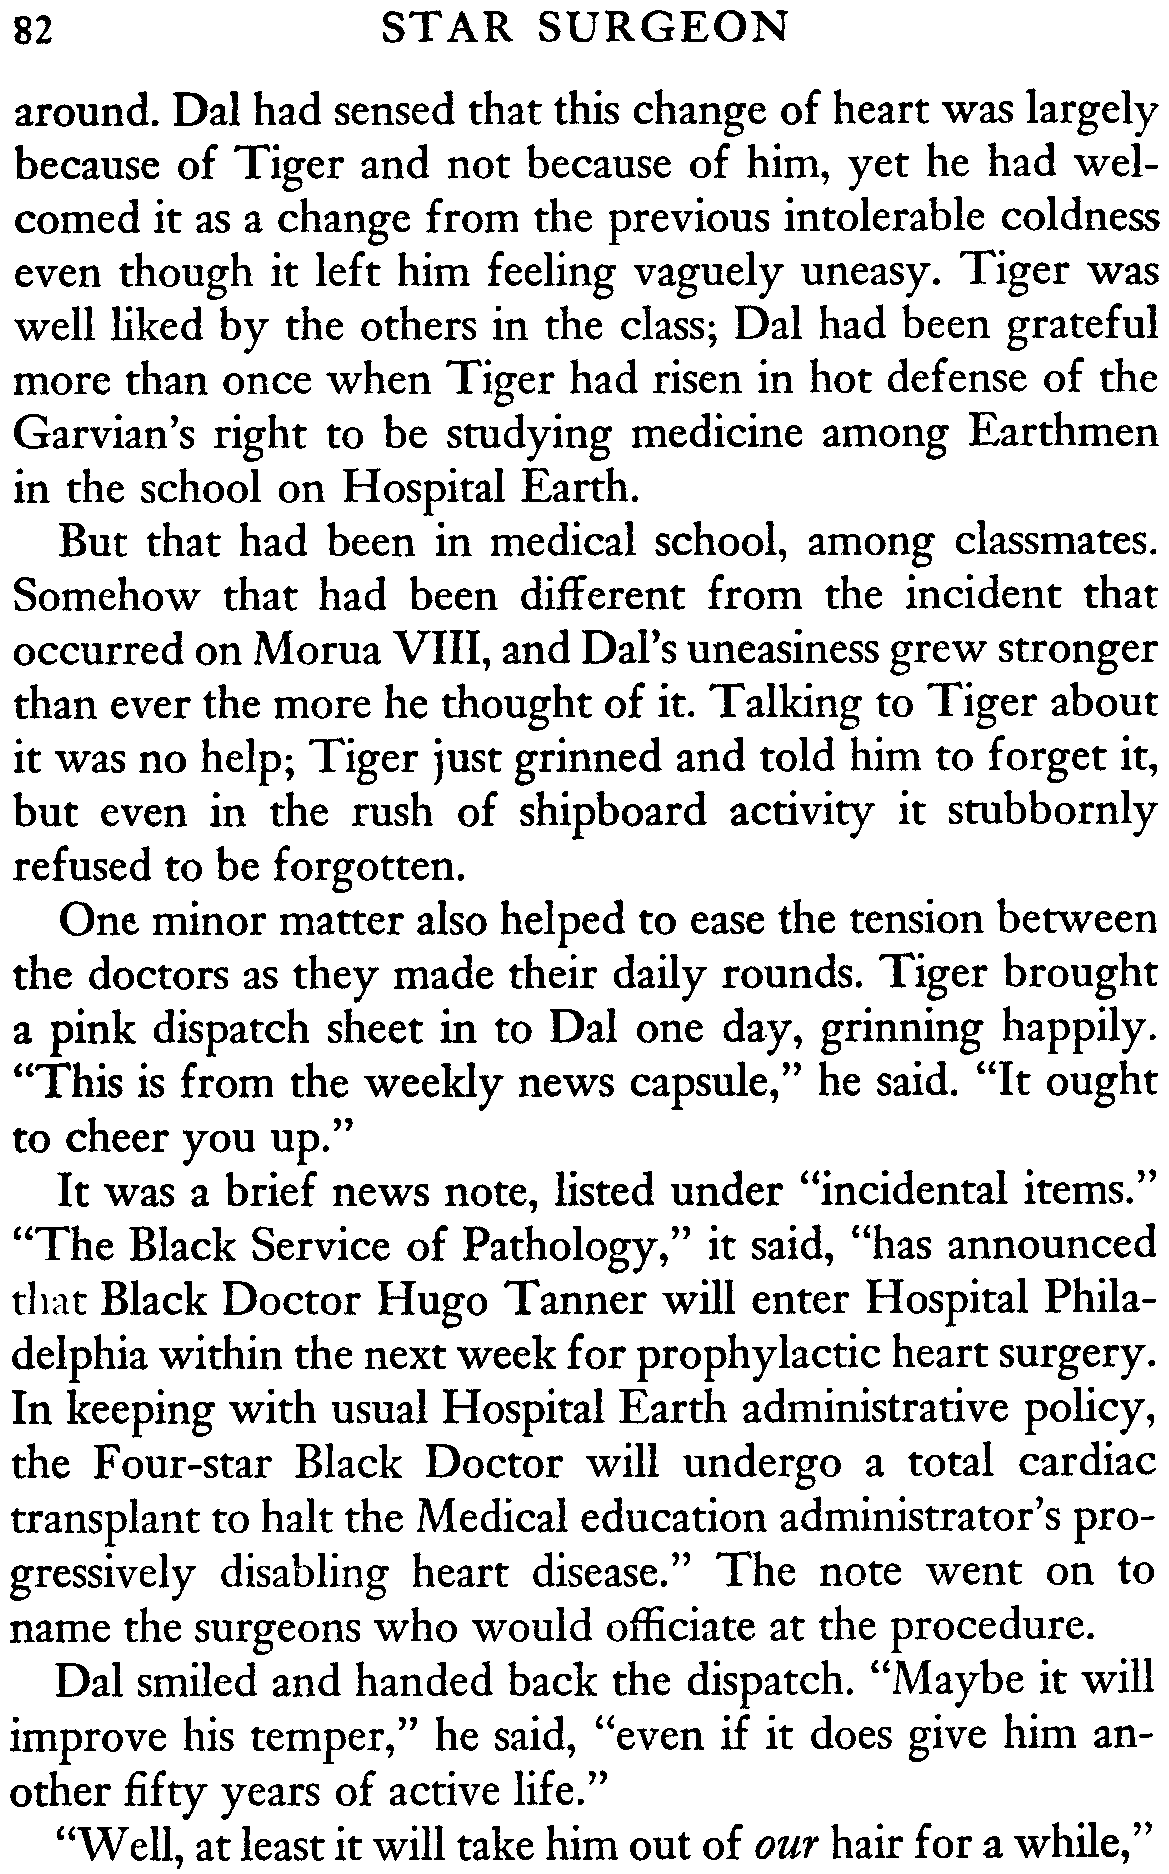 82 STAR SURGEON
around. Dal had sensed that this change of heart was largely
because of Tiger and not because of him, yet he had wel-
comed it as a change from the previous intolerable coldness
even though it left him feeling vaguely uneasy. Tiger was
well liked by the others in the class; Dal had been grateful
more than once when Tiger had risen in hot defense of the
Garvian's right to be studying medicine among Earthmen
in the school on Hospital Earth.
But that had been in medical school, among classmates.
Somehow that had been different from the incident that
occurred on Morua VIII, and Dal's uneasiness grew stronger
than ever the more he thought of it. Talking to Tiger about
it was no help; Tiger just grinned and told him to forget it,
but even in the rush of shipboard activity it stubbornly
refused to be forgotten.
One minor matter also helped to ease the tension between
the doctors as they made their daily rounds. Tiger brought
a pink dispatch sheet in to Dal one day, grinning happily.
“This is from the weekly news capsule,” he said. “It ought
to cheer you up.”
It was a brief news note, listed under “incidental items.”
“The Black Service of Pathology,” it said, “has announced
that Black Doctor Hugo Tanner will enter Hospital Phila-
delphia within the next week for prophylactic heart surgery.
In keeping with usual Hospital Earth administrative policy,
the Four-star Black Doctor will undergo a total cardiac
transplant to halt the Medical education administrator's pro-
gressively disabling heart disease.” The note went on to
name the surgeons who would officiate at the procedure.
Dal smiled and handed back the dispatch. “Maybe it will
improve his temper,” he said, “even if it does give him an-
other fifty years of active life.”
“Well, at least it will take him out of our hair for a while,”